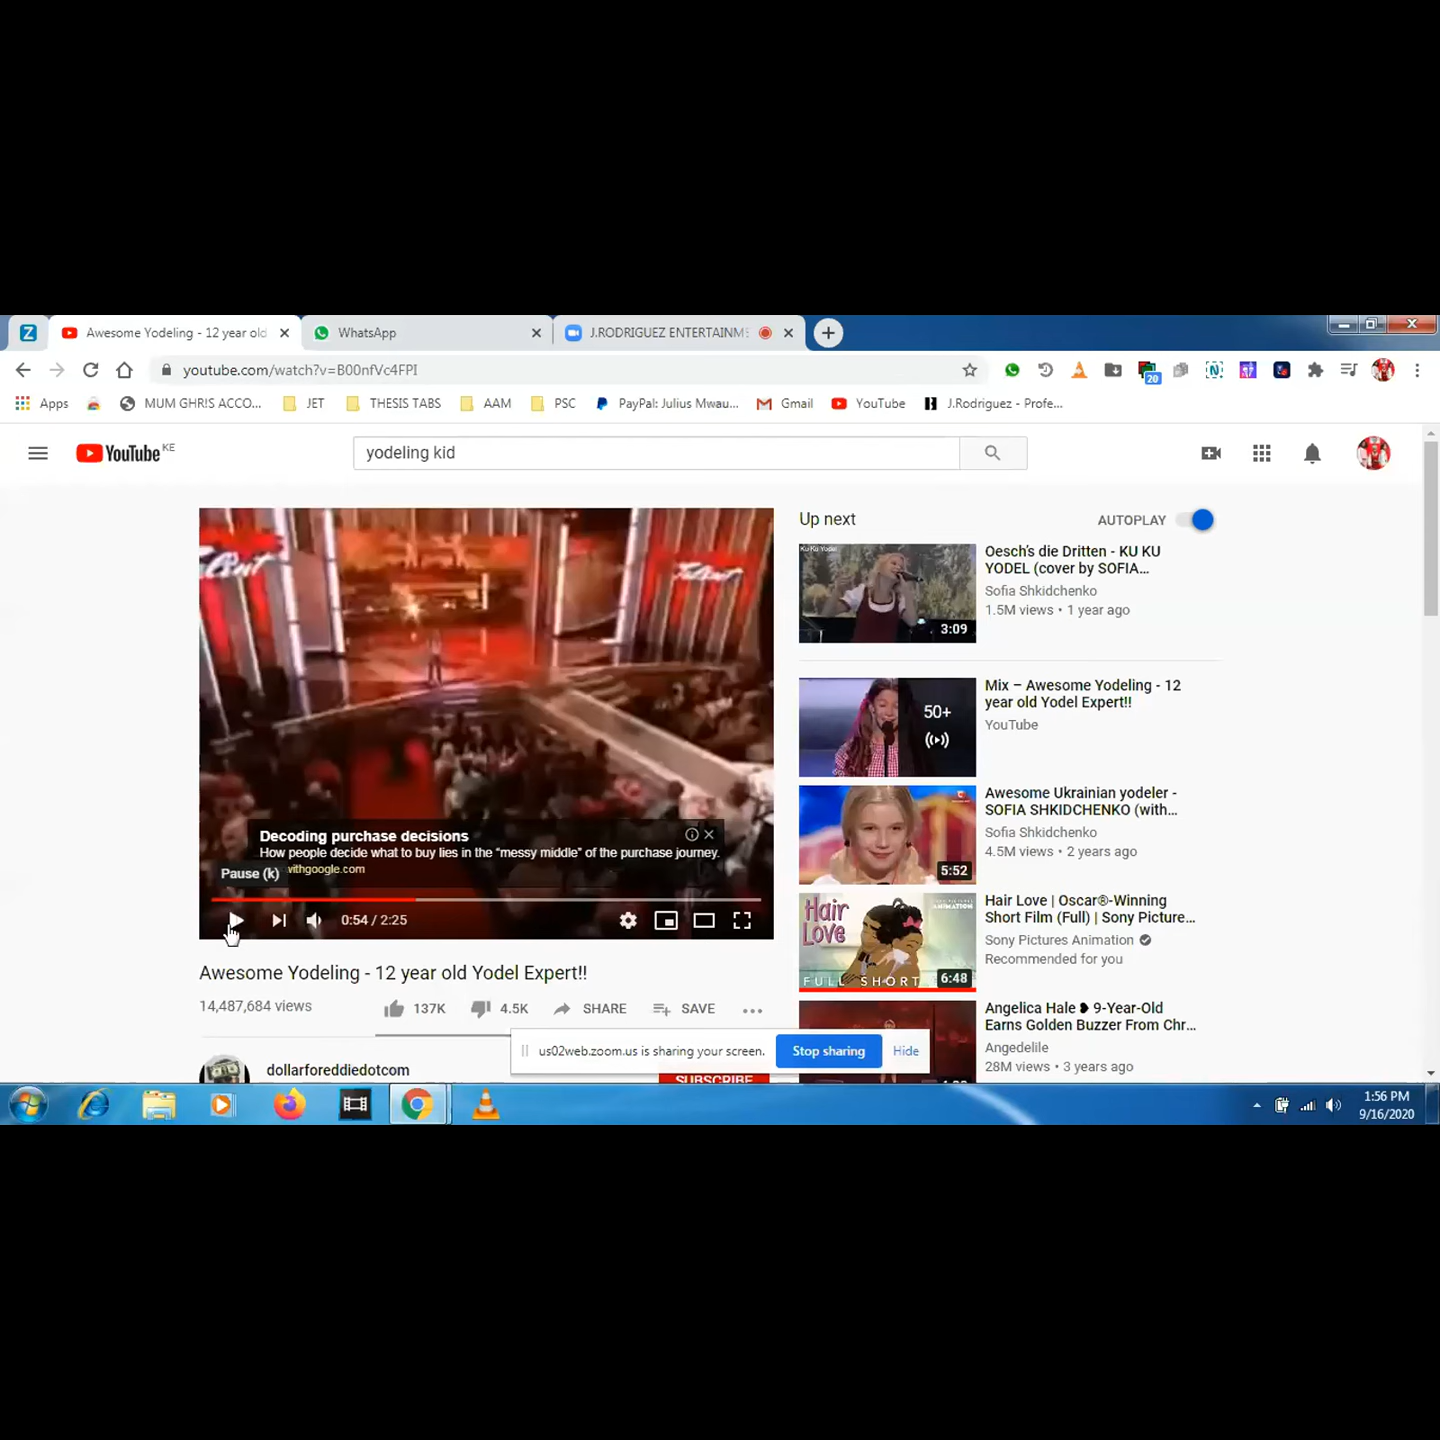 Awesome Yodeling - 12 year old
WhatsApp
J.RODRIGUEZ ENTERTAINM
youtube.com/watch?v=B00nfVc4FPI
20
Apps
MUM GHR!S ACCO...
JET
THESIS TABS
AAM
PSC
PayPal: Julius Mwau...
Gmail
YouTube
J.Rodriguez - Profe...
YouTube KE
yodeling kid
Talent
Decoding purchase decisions
How people decide what to buy lies in the “messy middle” of the purchase journey.
withgoogle.com
Pause (k)
0:54 / 2:25
Awesome Yodeling - 12 year old Yodel Expert!!
14,487,684 views
137K
4.5K
SHARE
SAVE
dollarforeddiedotcom
SUBSCRIBE
Up next
AUTOPLAY
Ku Ku Yodel
3:09
Oesch’s die Dritten - KU KU
YODEL (cover by SOFIA...
Sofia Shkidchenko
1.5M views • 1 year ago
50+
Mix – Awesome Yodeling - 12
year old Yodel Expert!!
YouTube
5:52
Awesome Ukrainian yodeler -
SOFIA SHKIDCHENKO (with...
Sofia Shkidchenko
4.5M views • 2 years ago
Hair
LOVE
ANIMATION
FULL SHORT
6:48
Hair Love | Oscar®-Winning
Short Film (Full) | Sony Picture...
Sony Pictures Animation
Recommended for you
Angelica Hale ❥ 9-Year-Old
Earns Golden Buzzer From Chr...
Angedelile
28M views • 3 years ago
us02web.zoom.us is sharing your screen.
Stop sharing
Hide
1:56 PM
9/16/2020